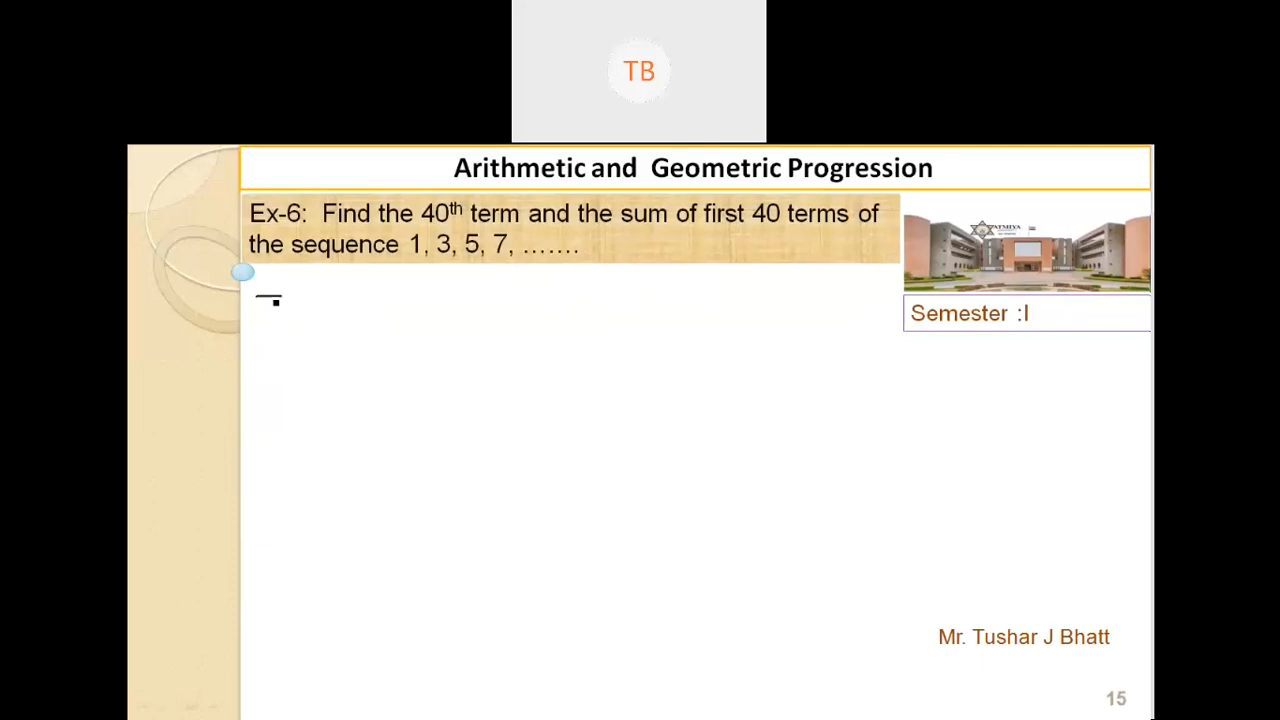 TB
Arithmetic and Geometric Progression
Ex-6: Find the 40th term and the sum of first 40 terms of
the sequence 1, 3, 5, 7, …….
ATMIYA
Semester :I
Mr. Tushar J Bhatt
15